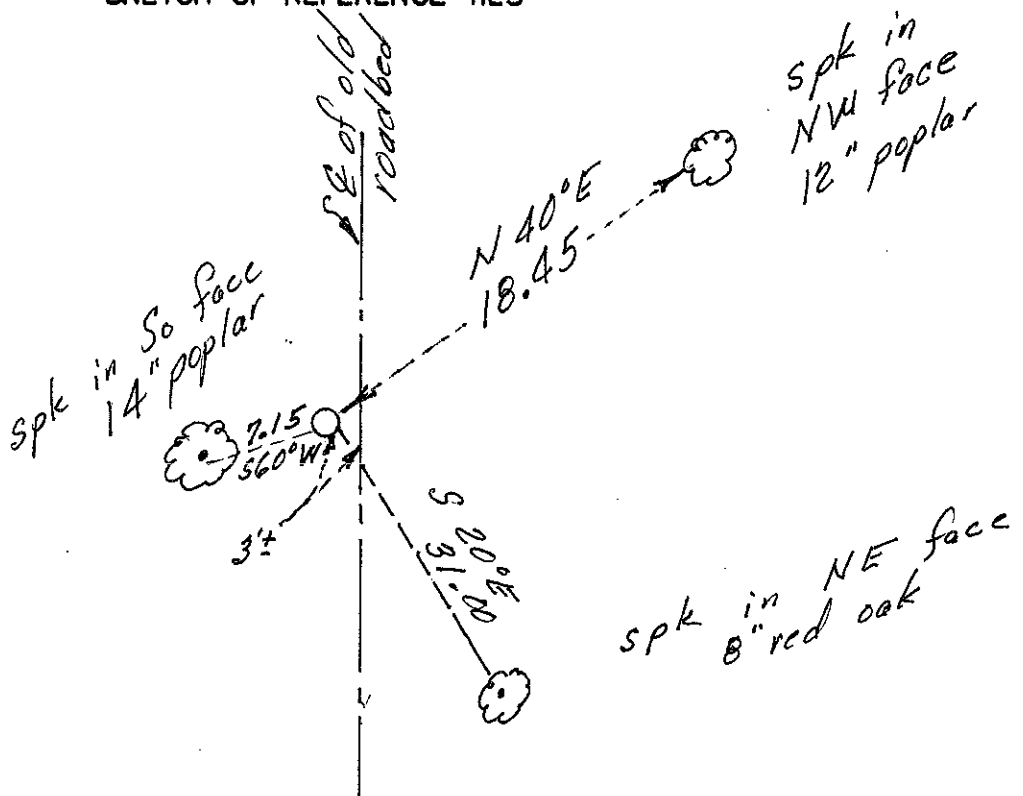 SKETCH OF REFERENCE TIES
℄ of old
roadbed
spk in
NW face
12" poplar
N 40°E
18.45
spk in So face
14" poplar
7.15
S60°W
3'±
S 20°E
31.00
spk in NE face
8" red oak